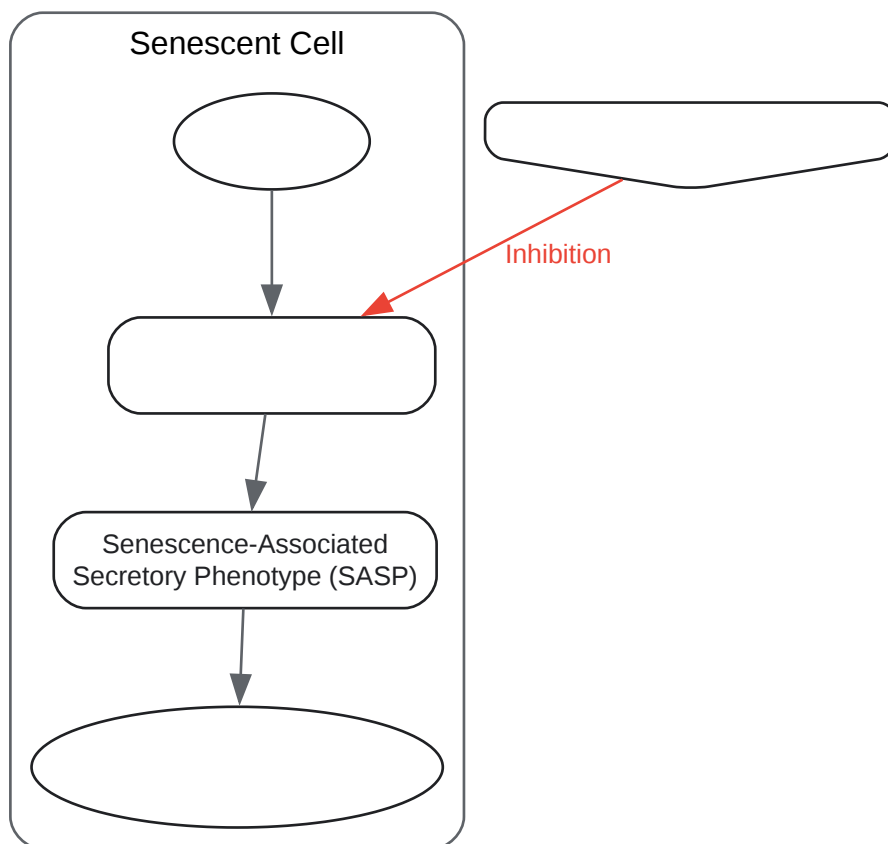 Senescent Cell
Inhibition
Senescence-Associated
Secretory Phenotype (SASP)